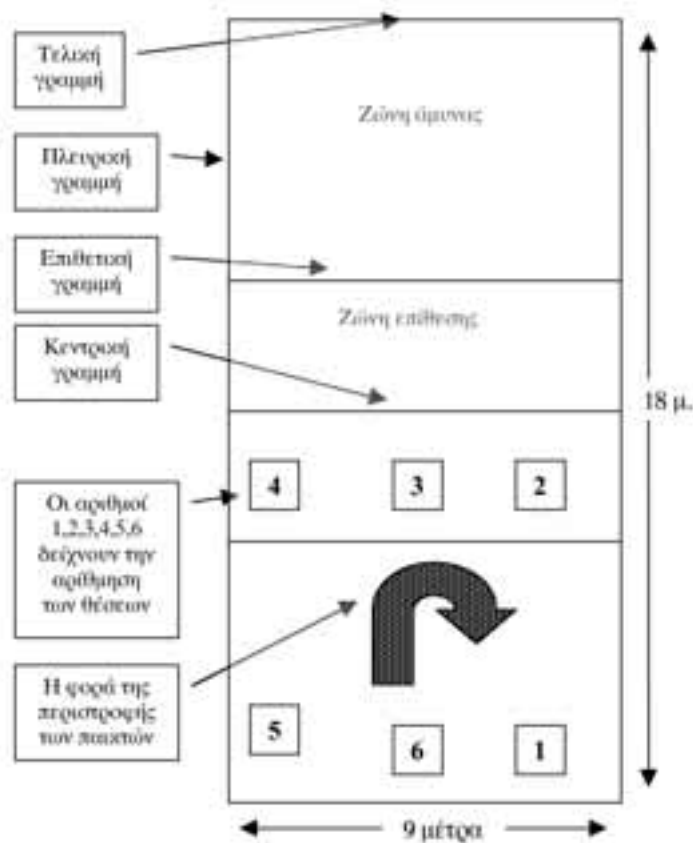 Τελική
γραμμή
Ζώνη άμυνας
Πλευρική
γραμμή
Επιθετική
γραμμή
Ζώνη επίθεσης
Κεντρική
γραμμή
18 μ.
4 3 2
Οι αριθμοί
1,2,3,4,5,6
δείχνουν την
αρίθμηση
των θέσεων
Η φορά της
περιστροφής
των παικτών
5 6 1
9 μέτρα